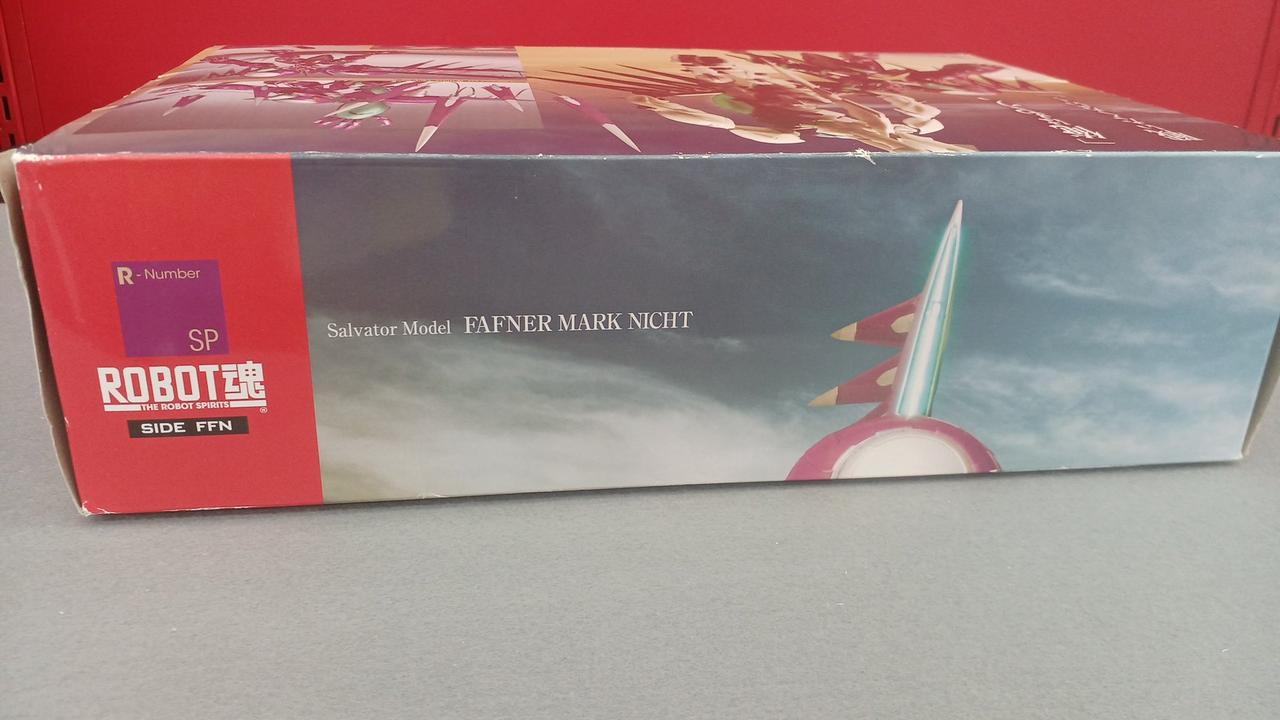 R - Number
SP
ROBOT魂
THE ROBOT SPIRITS
®
SIDE FFN
Salvator Model FAFNER MARK NICHT